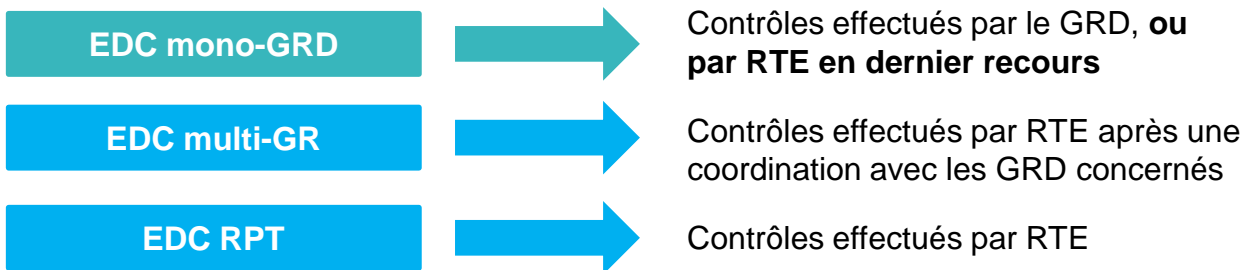 EDC mono-GRD
Contrôles effectués par le GRD, ou
par RTE en dernier recours
EDC multi-GR
Contrôles effectués par RTE après une
coordination avec les GRD concernés
EDC RPT
Contrôles effectués par RTE